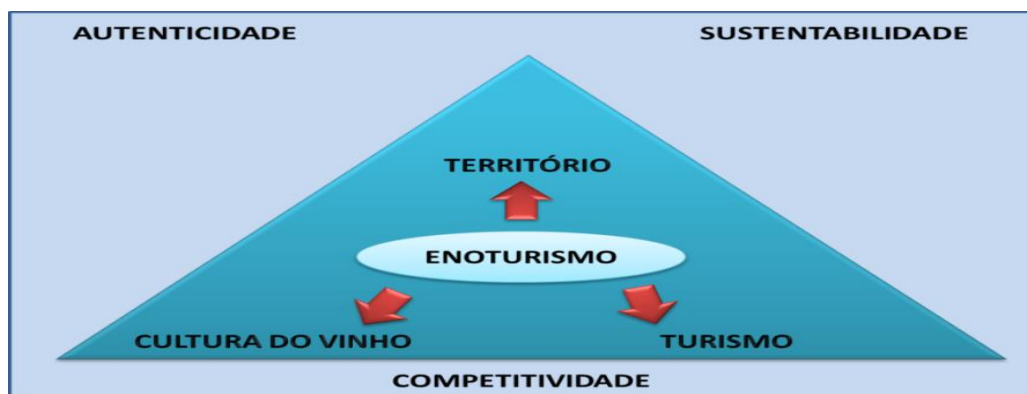 AUTENTICIDADE
SUSTENTABILIDADE
TERRITÓRIO
ENOTURISMO
CULTURA DO VINHO
TURISMO
COMPETITIVIDADE